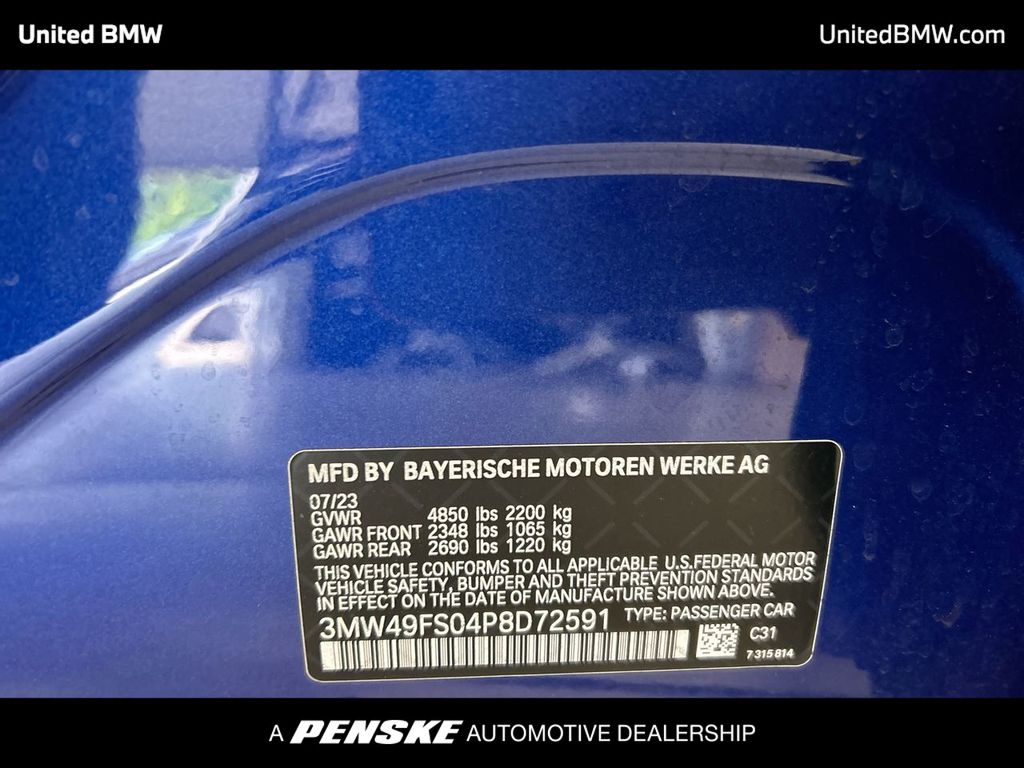 United BMW
UnitedBMW.com
MFD BY BAYERISCHE MOTOREN WERKE AG
07/23
GVWR 4850 lbs 2200 kg
GAWR FRONT 2348 lbs 1065 kg
GAWR REAR 2690 lbs 1220 kg
THIS VEHICLE CONFORMS TO ALL APPLICABLE U.S.FEDERAL MOTOR
VEHICLE SAFETY, BUMPER AND THEFT PREVENTION STANDARDS
IN EFFECT ON THE DATE OF MANUFACTURE SHOWN ABOVE.
3MW49FS04P8D72591 TYPE: PASSENGER CAR
C31
7 315 814
A PENSKE AUTOMOTIVE DEALERSHIP